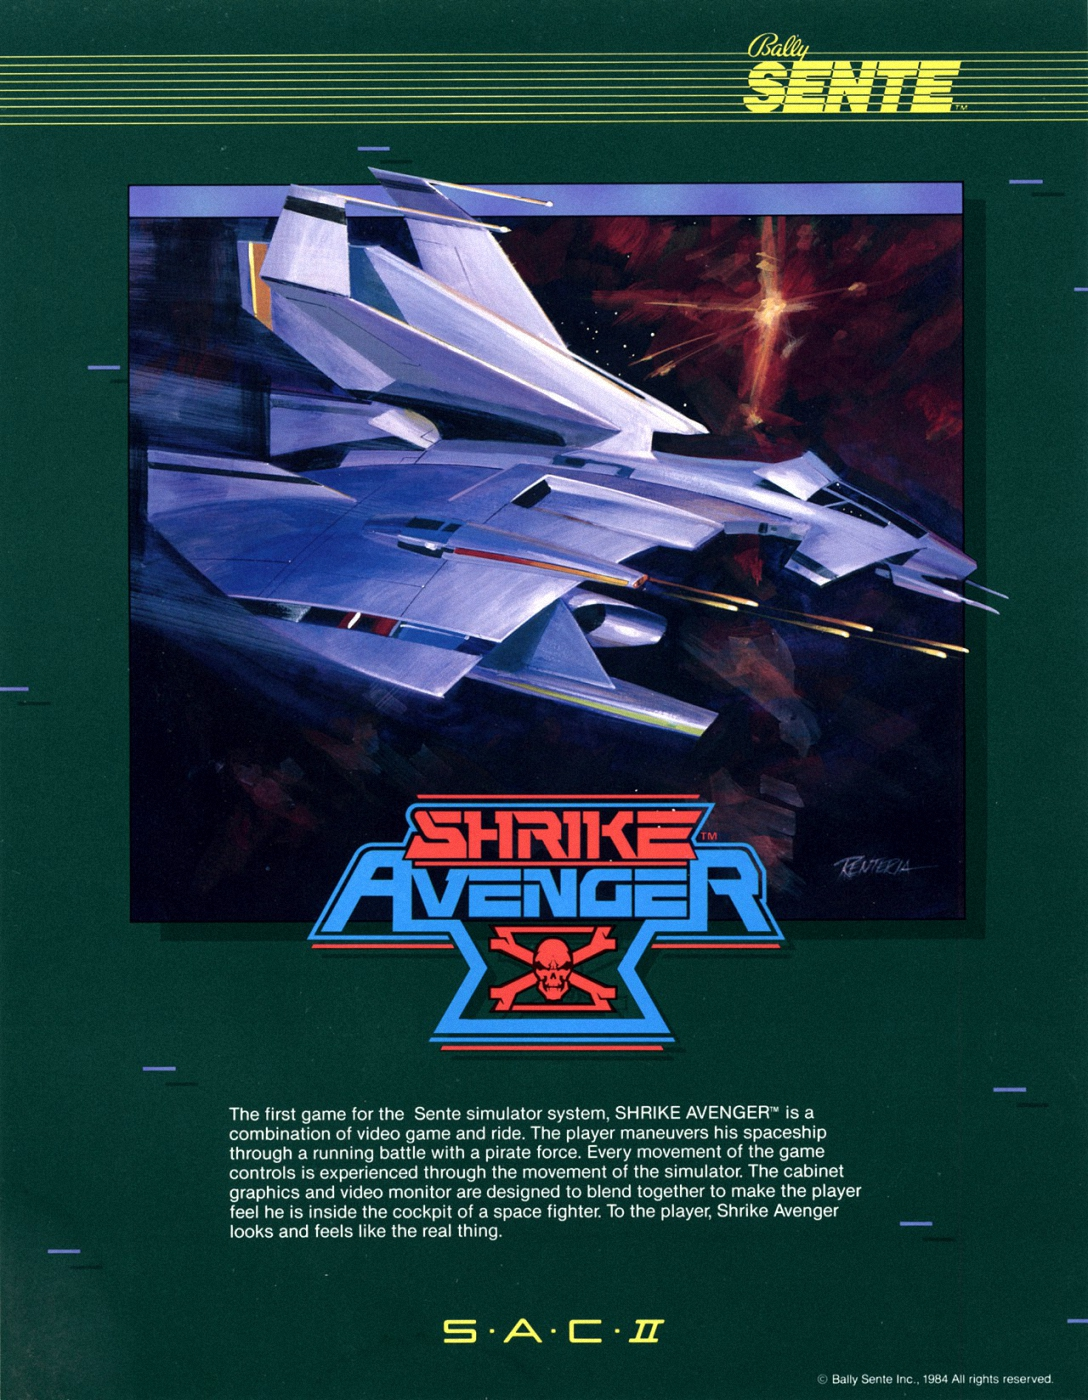 Bally
SENTE™
SHRIKE™
AVENGER
RENTERIA
The first game for the Sente simulator system, SHRIKE AVENGER™ is a
combination of video game and ride. The player maneuvers his spaceship
through a running battle with a pirate force. Every movement of the game
controls is experienced through the movement of the simulator. The cabinet
graphics and video monitor are designed to blend together to make the player
feel he is inside the cockpit of a space fighter. To the player, Shrike Avenger
looks and feels like the real thing.
S·A·C·II
© Bally Sente Inc., 1984 All rights reserved.